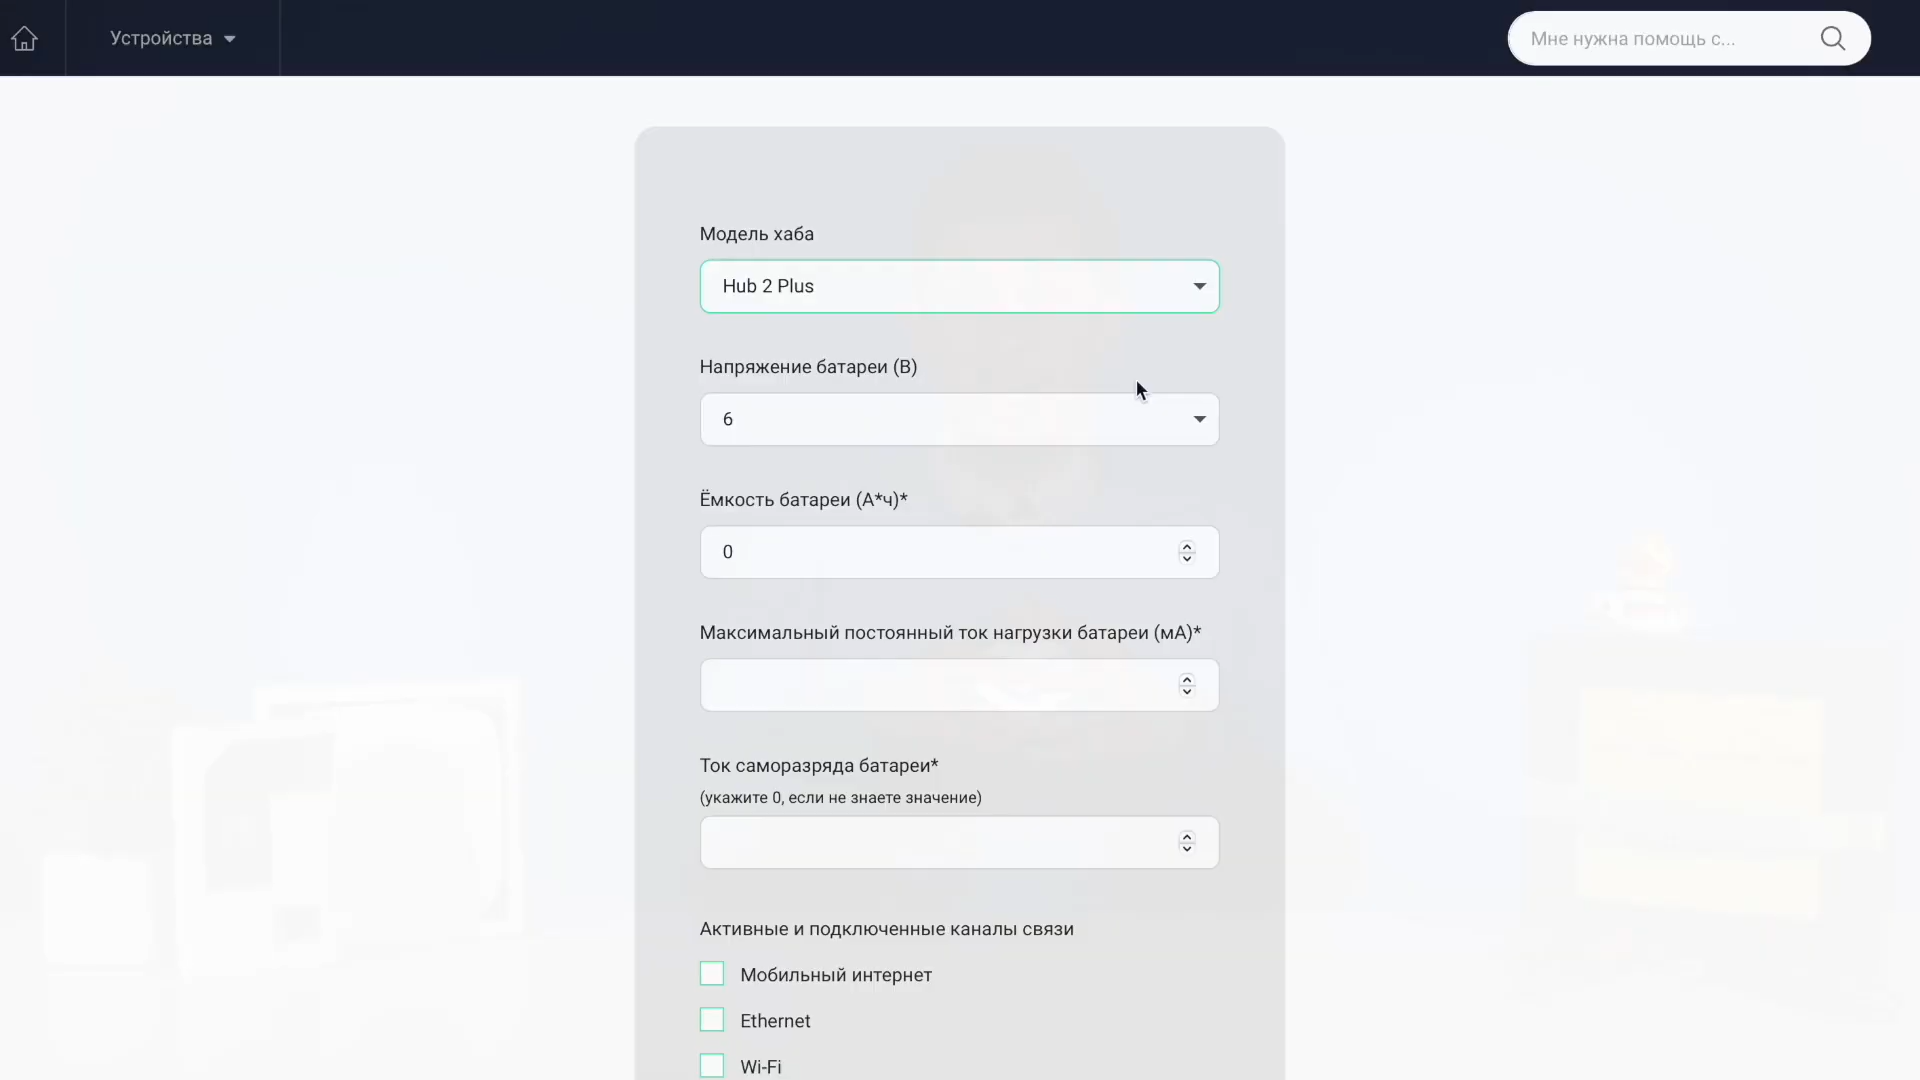 Устройства
Мне нужна помощь с...
Модель хаба
Hub 2 Plus
Напряжение батареи (В)
6
Ёмкость батареи (А*ч)*
0
Максимальный постоянный ток нагрузки батареи (мА)*
Ток саморазряда батареи*
(укажите 0, если не знаете значение)
Активные и подключенные каналы связи
Мобильный интернет
Ethernet
Wi-Fi